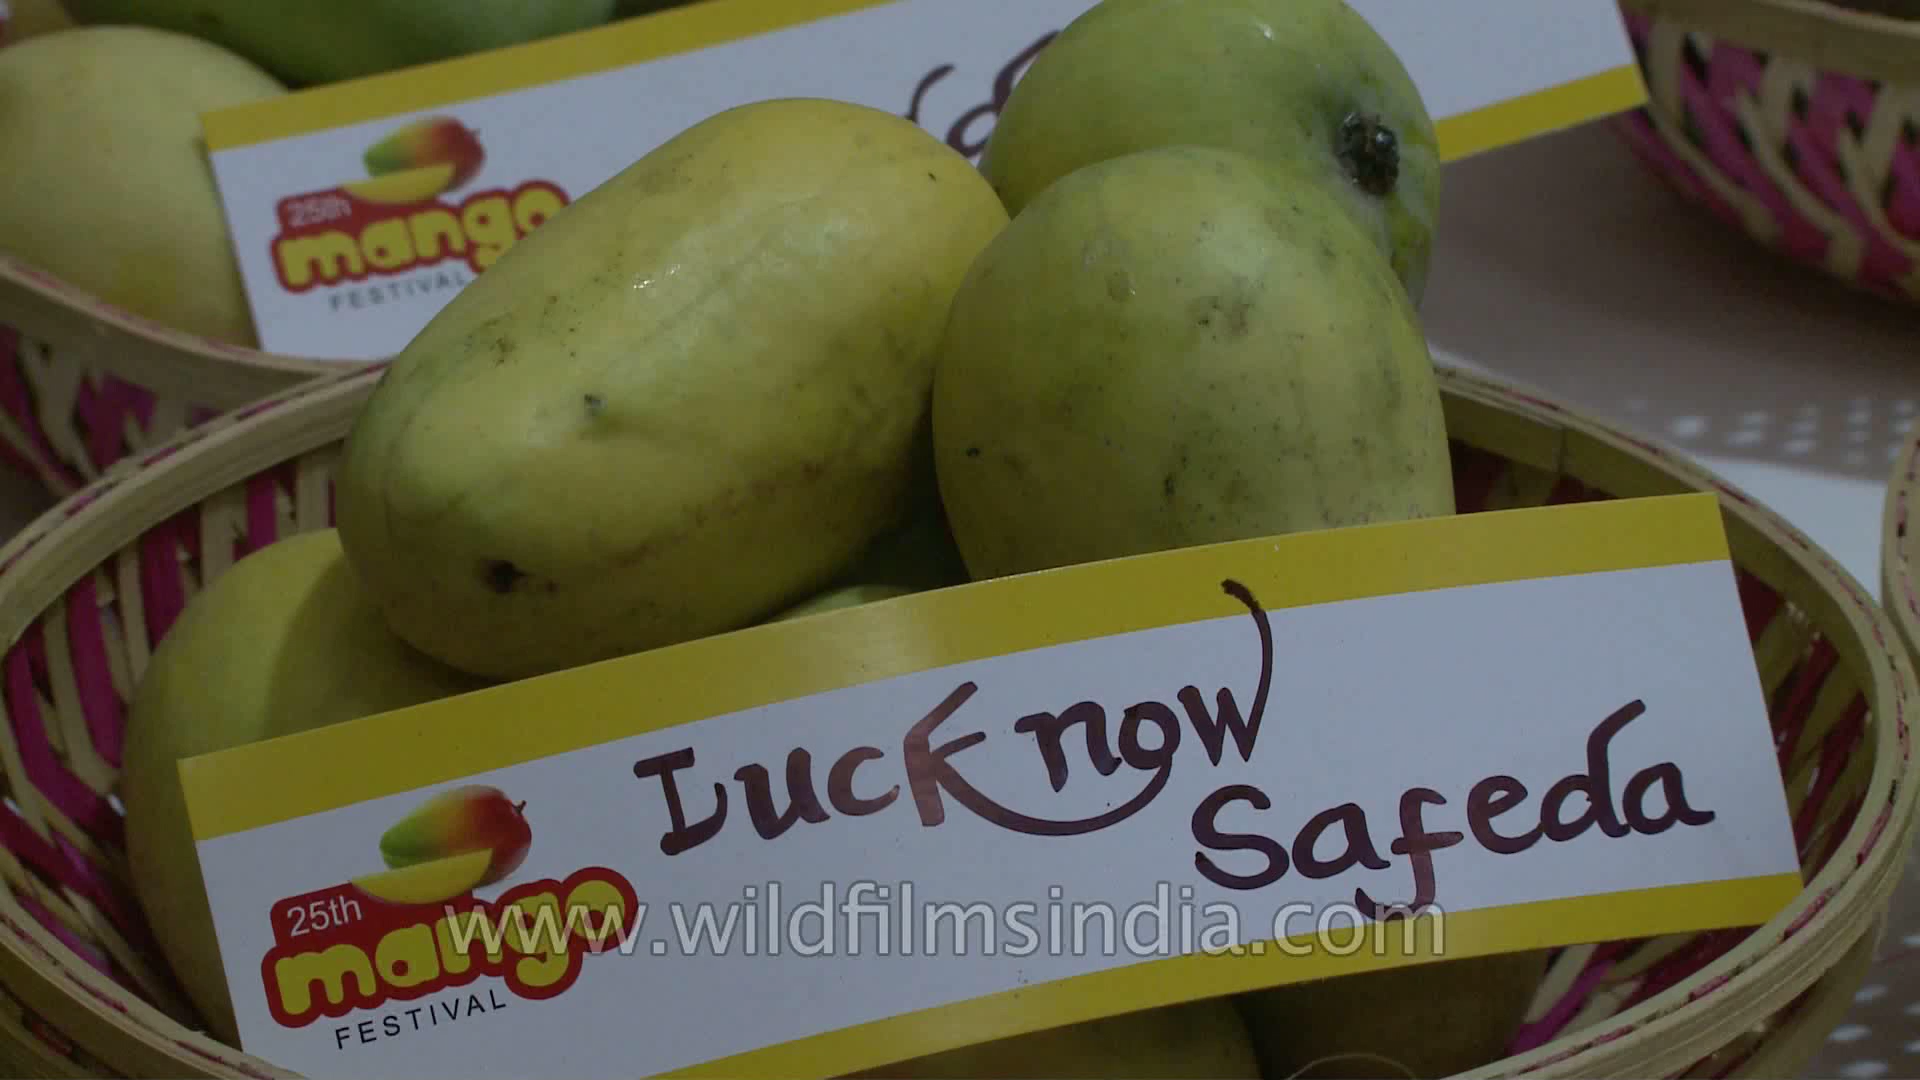 25th
mango
FESTIVAL
Lucknow
Safeda
25th
mango
FESTIVAL
www.wildfilmsindia.com